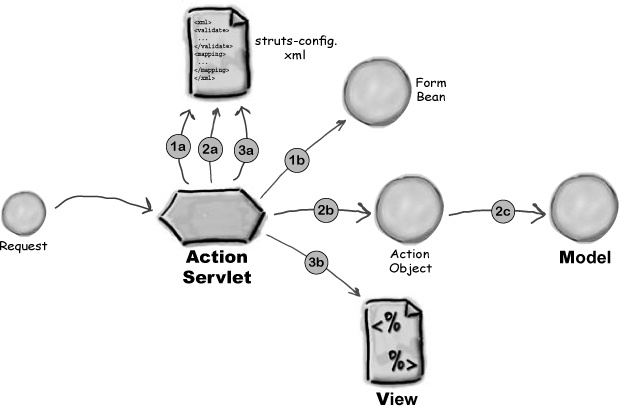 <xml>
<validate>
...
</validate>
<mapping>
...
</mapping>
</xml>
struts-config.
xml
Form
Bean
1a
2a
3a
1b
Request
Action
Servlet
2b
Action
Object
2c
Model
3b
<%
%>
View